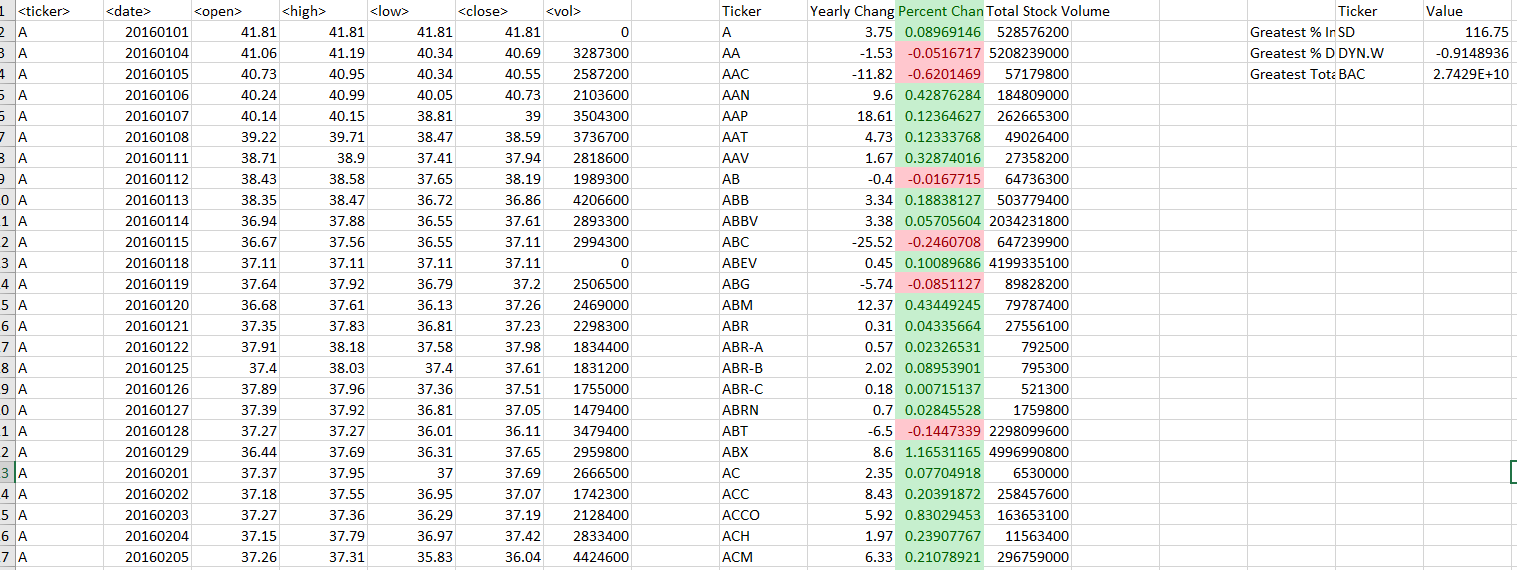 1 <ticker> <date> <open> <high> <low> <close> <vol> Ticker Yearly Chang Percent Chan Total Stock Volume Ticker Value
2 A 20160101 41.81 41.81 41.81 41.81 0 A 3.75 0.08969146 528576200 Greatest % In SD 116.75
3 A 20160104 41.06 41.19 40.34 40.69 3287300 AA -1.53 -0.0516717 5208239000 Greatest % D DYN.W -0.9148936
4 A 20160105 40.73 40.95 40.34 40.55 2587200 AAC -11.82 -0.6201469 57179800 Greatest Tota BAC 2.7429E+10
5 A 20160106 40.24 40.99 40.05 40.73 2103600 AAN 9.6 0.42876284 184809000
6 A 20160107 40.14 40.15 38.81 39 3504300 AAP 18.61 0.12364627 262665300
7 A 20160108 39.22 39.71 38.47 38.59 3736700 AAT 4.73 0.12333768 49026400
8 A 20160111 38.71 38.9 37.41 37.94 2818600 AAV 1.67 0.32874016 27358200
9 A 20160112 38.43 38.58 37.65 38.19 1989300 AB -0.4 -0.0167715 64736300
0 A 20160113 38.35 38.47 36.72 36.86 4206600 ABB 3.34 0.18838127 503779400
1 A 20160114 36.94 37.88 36.55 37.61 2893300 ABBV 3.38 0.05705604 2034231800
2 A 20160115 36.67 37.56 36.55 37.11 2994300 ABC -25.52 -0.2460708 647239900
3 A 20160118 37.11 37.11 37.11 37.11 0 ABEV 0.45 0.10089686 4199335100
4 A 20160119 37.64 37.92 36.79 37.2 2506500 ABG -5.74 -0.0851127 89828200
5 A 20160120 36.68 37.61 36.13 37.26 2469000 ABM 12.37 0.43449245 79787400
6 A 20160121 37.35 37.83 36.81 37.23 2298300 ABR 0.31 0.04335664 27556100
7 A 20160122 37.91 38.18 37.58 37.98 1834400 ABR-A 0.57 0.02326531 792500
8 A 20160125 37.4 38.03 37.4 37.61 1831200 ABR-B 2.02 0.08953901 795300
9 A 20160126 37.89 37.96 37.36 37.51 1755000 ABR-C 0.18 0.00715137 521300
0 A 20160127 37.39 37.92 36.81 37.05 1479400 ABRN 0.7 0.02845528 1759800
1 A 20160128 37.27 37.27 36.01 36.11 3479400 ABT -6.5 -0.1447339 2298099600
2 A 20160129 36.44 37.69 36.31 37.65 2959800 ABX 8.6 1.16531165 4996990800
3 A 20160201 37.37 37.95 37 37.69 2666500 AC 2.35 0.07704918 6530000
4 A 20160202 37.18 37.55 36.95 37.07 1742300 ACC 8.43 0.20391872 258457600
5 A 20160203 37.27 37.36 36.29 37.19 2128400 ACCO 5.92 0.83029453 163653100
6 A 20160204 37.15 37.79 36.97 37.42 2833400 ACH 1.97 0.23907767 11563400
7 A 20160205 37.26 37.31 35.83 36.04 4424600 ACM 6.33 0.21078921 296759000